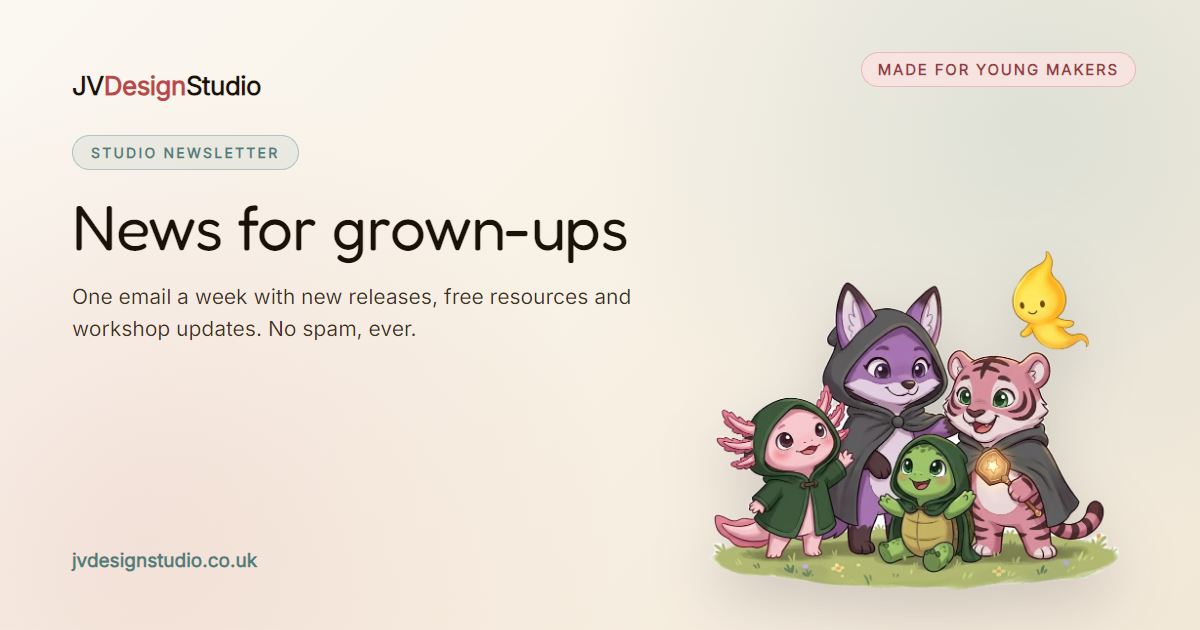 JVDesignStudio
MADE FOR YOUNG MAKERS
STUDIO NEWSLETTER
News for grown-ups
One email a week with new releases, free resources and
workshop updates. No spam, ever.
jvdesignstudio.co.uk